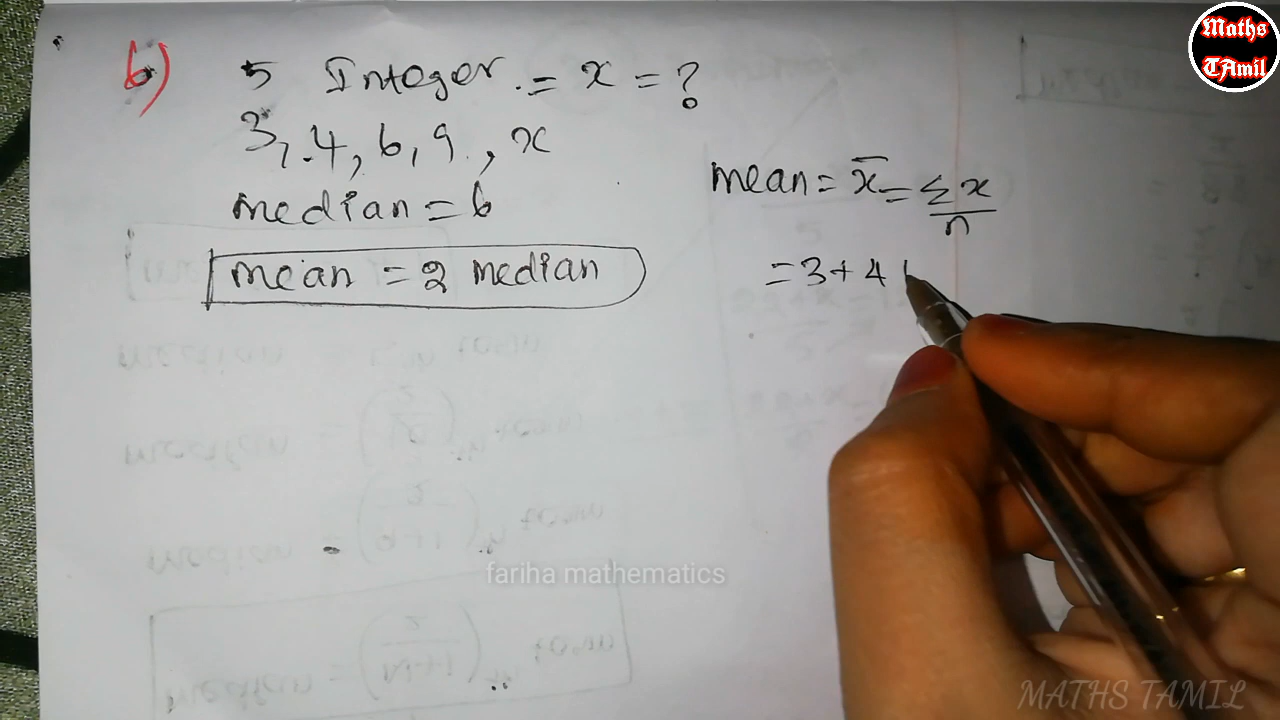 Maths
TAmil
b) 5 Integer. = x = ?
3, 4, 6, 9, x
median = 6
mean = 2 median
mean = x̄ = Σx/n
= 3 + 4
fariha mathematics
MATHS TAMIL